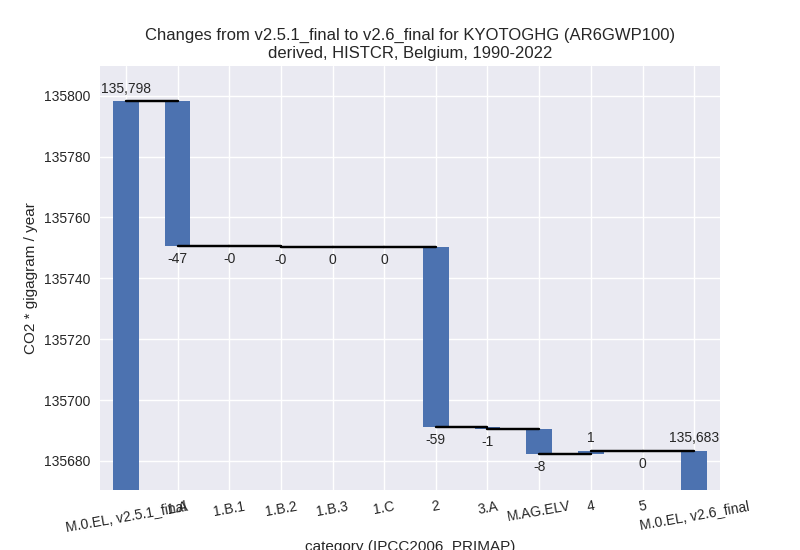 Changes from v2.5.1_final to v2.6_final for KYOTOGHG (AR6GWP100)
derived, HISTCR, Belgium, 1990-2022
135800
135780
135760
135740
135720
135700
135680
CO2 * gigagram / year
135,798
-47
-0
-0
0
0
-59
-1
-8
1
0
135,683
M.0.EL, v2.5.1_final
1.A
1.B.1
1.B.2
1.B.3
1.C
2
3.A
M.AG.ELV
4
5
M.0.EL, v2.6_final
category (IPCC2006_PRIMAP)